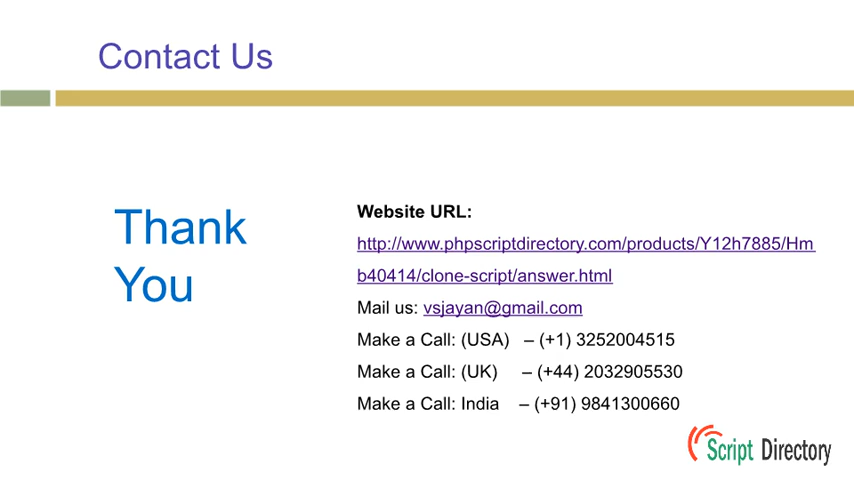 Contact Us
Thank
You
Website URL:
http://www.phpscriptdirectory.com/products/Y12h7885/Hm
b40414/clone-script/answer.html
Mail us: vsjayan@gmail.com
Make a Call: (USA) – (+1) 3252004515
Make a Call: (UK) – (+44) 2032905530
Make a Call: India – (+91) 9841300660
Script Directory